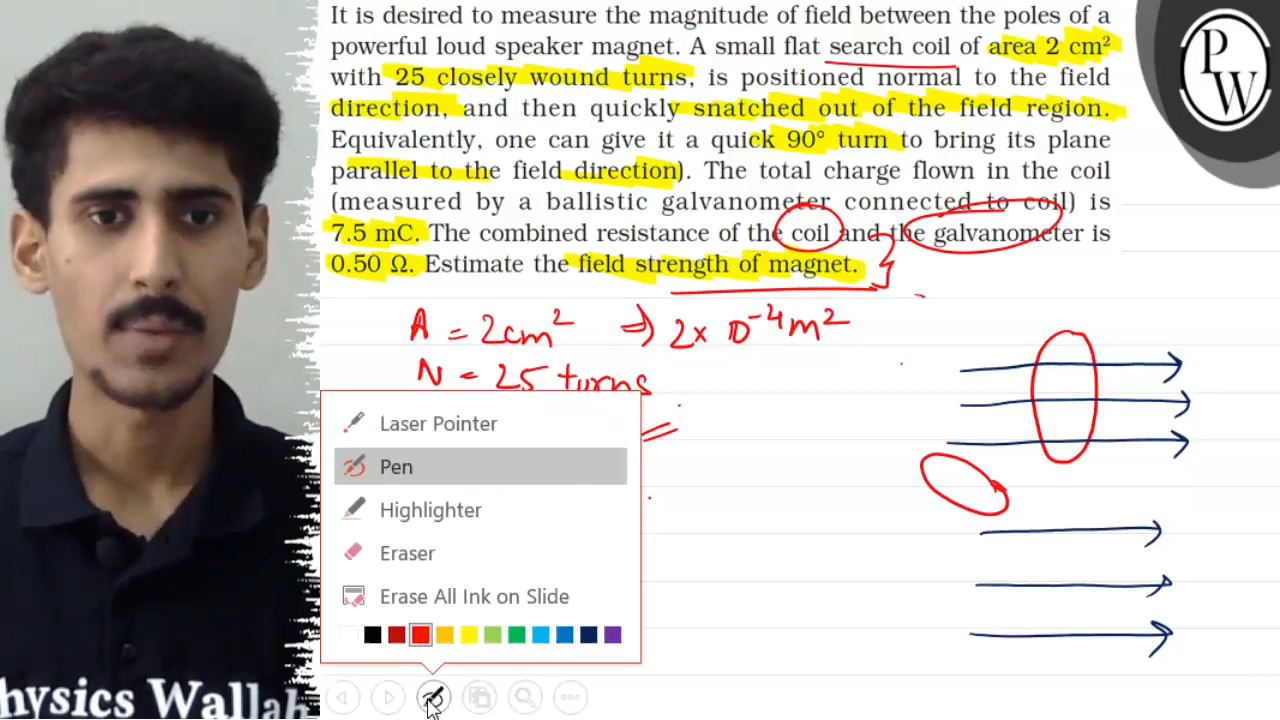 It is desired to measure the magnitude of field between the poles of a
powerful loud speaker magnet. A small flat search coil of area 2 cm²
with 25 closely wound turns, is positioned normal to the field
direction, and then quickly snatched out of the field region.
Equivalently, one can give it a quick 90° turn to bring its plane
parallel to the field direction). The total charge flown in the coil
(measured by a ballistic galvanometer connected to coil) is
7.5 mC. The combined resistance of the coil and the galvanometer is
0.50 Ω. Estimate the field strength of magnet.
A = 2cm² ⇒ 2× 10⁻⁴m²
N = 25 turns
Laser Pointer
Pen
Highlighter
Eraser
Erase All Ink on Slide
PW
hysics Wallah